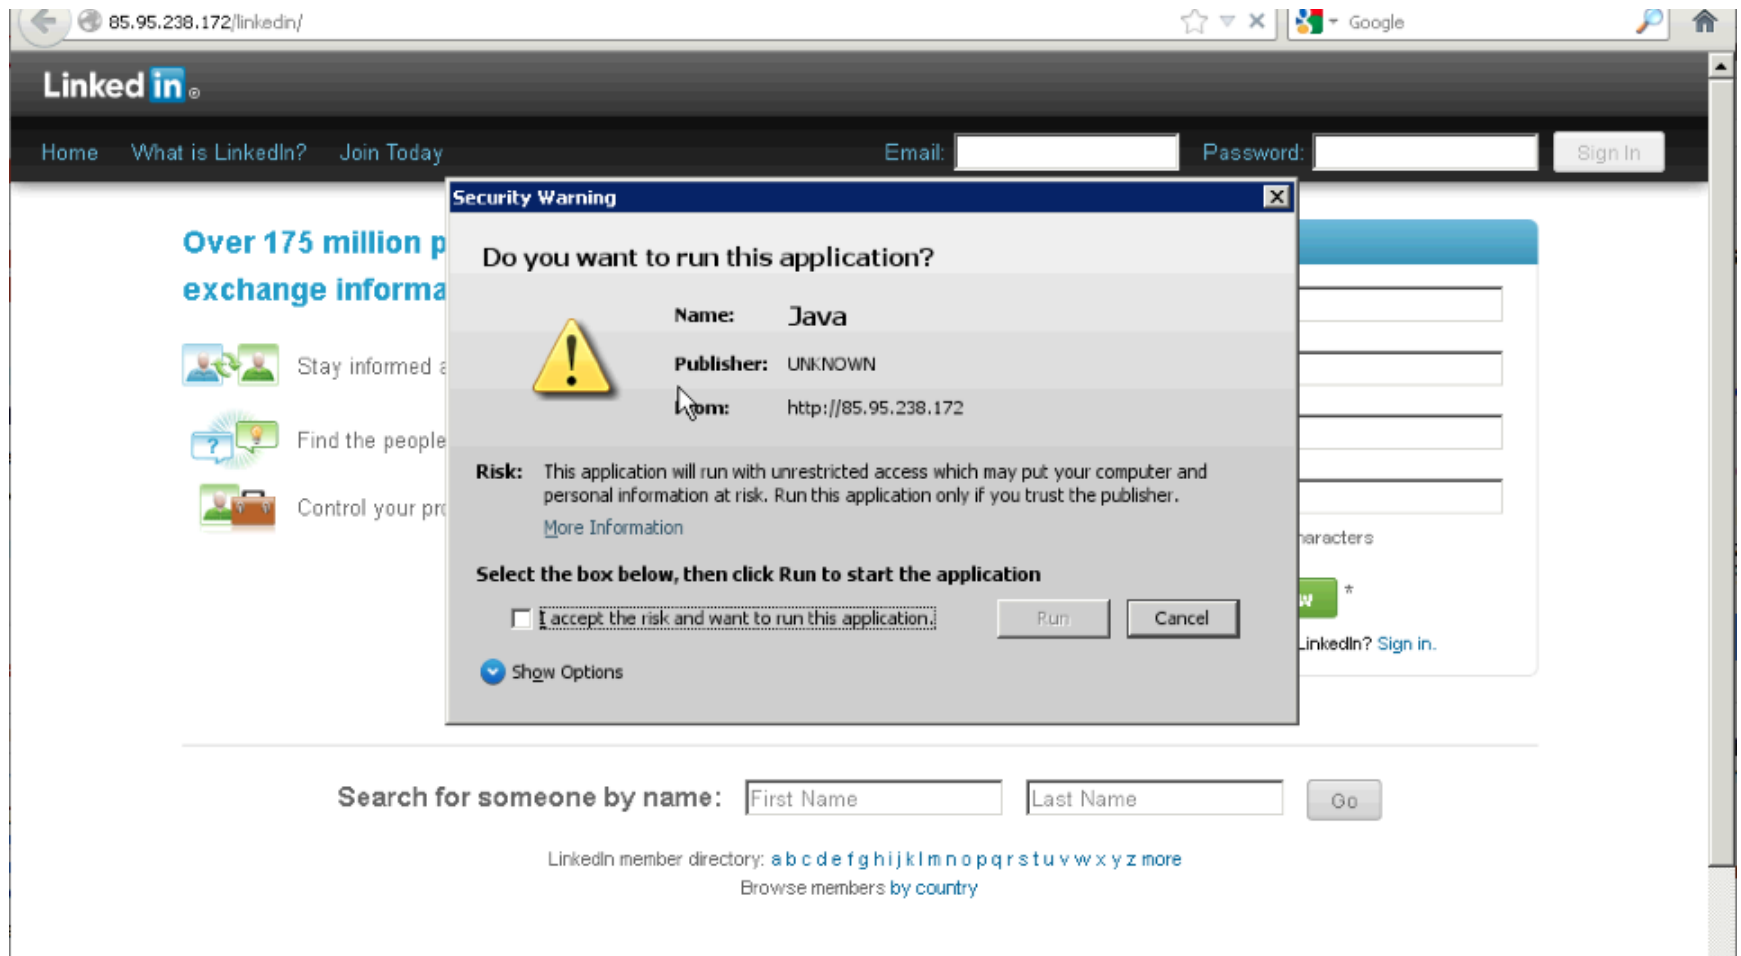 85.95.238.172/linkedin/
Google
Linked in
Home What is LinkedIn? Join Today Email: Password: Sign In
Security Warning
Over 175 million p
exchange informa
Do you want to run this application?
Name: Java
Publisher: UNKNOWN
http://85.95.238.172
Stay informed
Find the people
Control your pro
Risk: This application will run with unrestricted access which may put your computer and
personal information at risk. Run this application only if you trust the publisher.
More Information
Select the box below, then click Run to start the application
I accept the risk and want to run this application. Run Cancel
Show Options
haracters
w *
LinkedIn? Sign in.
Search for someone by name: First Name Last Name Go
LinkedIn member directory: a b c d e f g h i j k l m n o p q r s t u v w x y z more
Browse members by country